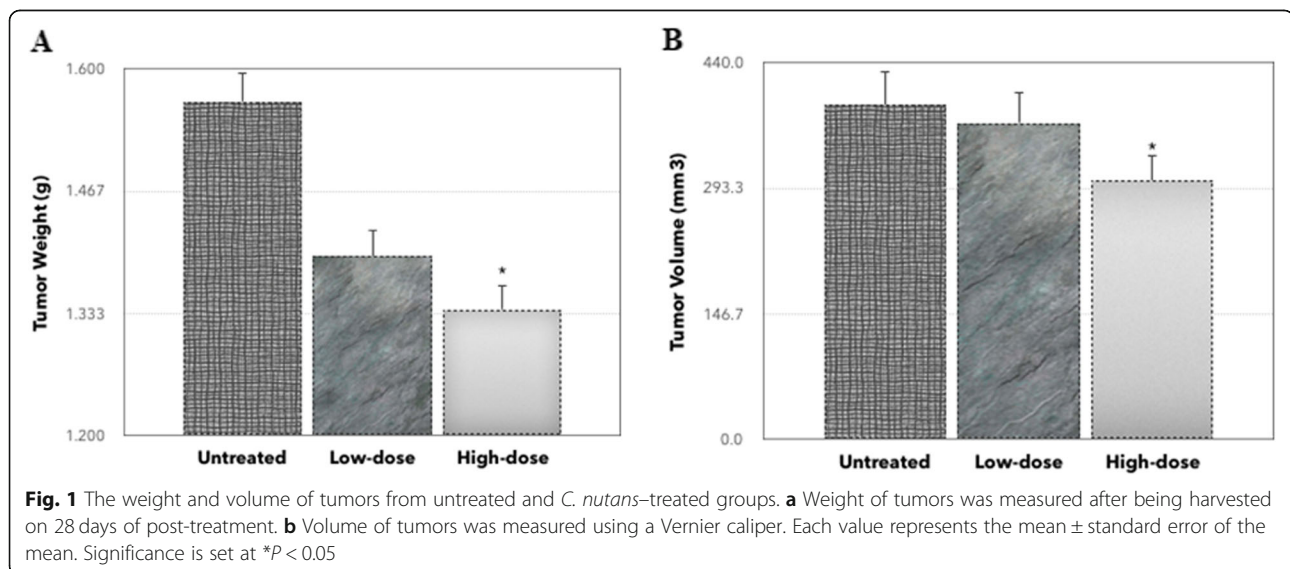 A
1.600
1.467
1.333
1.200
Tumor Weight (g)
*
Untreated Low-dose High-dose
B
440.0
293.3
146.7
0.0
Tumor Volume (mm3)
*
Untreated Low-dose High-dose
Fig. 1 The weight and volume of tumors from untreated and C. nutans–treated groups. a Weight of tumors was measured after being harvested
on 28 days of post-treatment. b Volume of tumors was measured using a Vernier caliper. Each value represents the mean ± standard error of the
mean. Significance is set at *P < 0.05